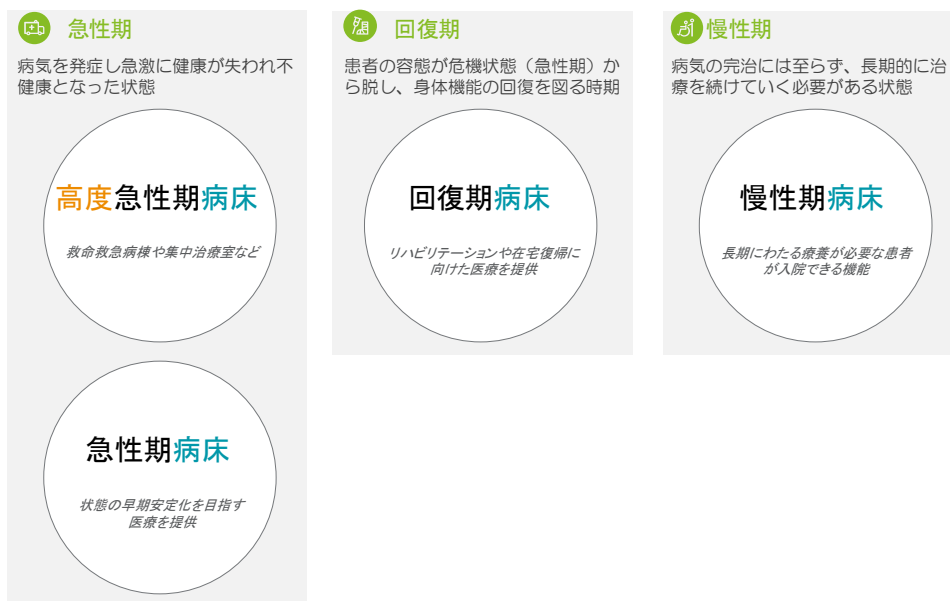 急性期
病気を発症し急激に健康が失われ不
健康となった状態
高度急性期病床
救命救急病棟や集中治療室など
急性期病床
状態の早期安定化を目指す
医療を提供
回復期
患者の容態が危機状態（急性期）か
ら脱し、身体機能の回復を図る時期
回復期病床
リハビリテーションや在宅復帰に
向けた医療を提供
慢性期
病気の完治には至らず、長期的に治
療を続けていく必要がある状態
慢性期病床
長期にわたる療養が必要な患者
が入院できる機能